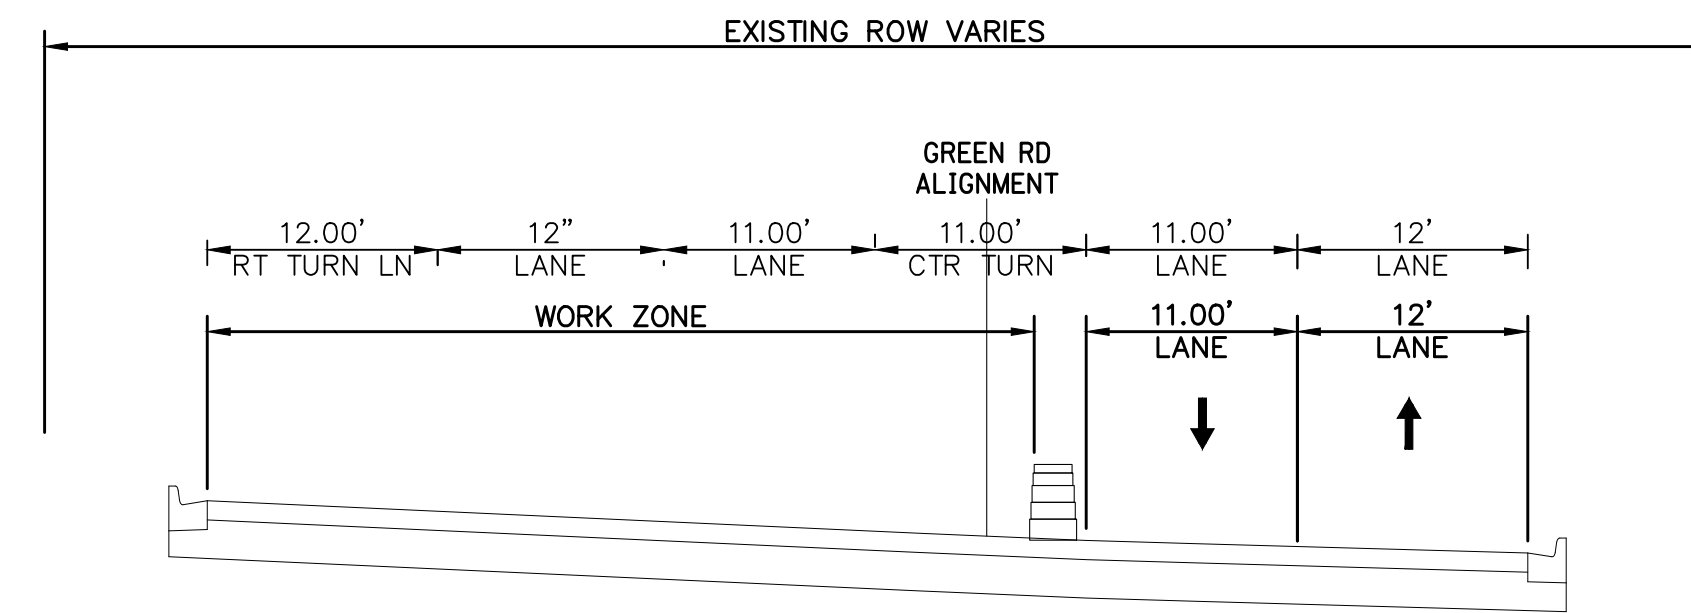 EXISTING ROW VARIES
GREEN RD
ALIGNMENT
12.00' 12" 11.00' 11.00' 11.00' 12'
RT TURN LN LANE LANE CTR TURN LANE LANE
WORK ZONE 11.00' 12'
LANE LANE